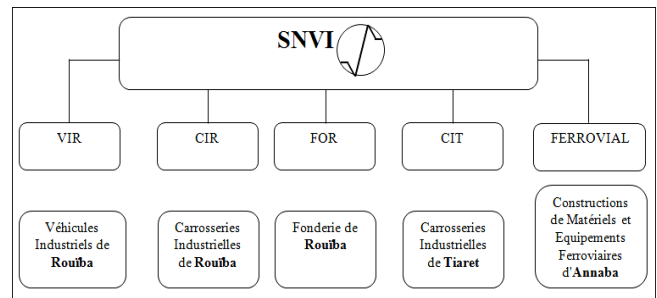 SNVI
VIR
CIR
FOR
CIT
FERROVIAL
Véhicules
Industriels de
Rouïba
Carrosseries
Industrielles
de Rouïba
Fonderie de
Rouïba
Carrosseries
Industrielles
de Tiaret
Constructions
de Matériels et
Equipements
Ferroviaires
d'Annaba